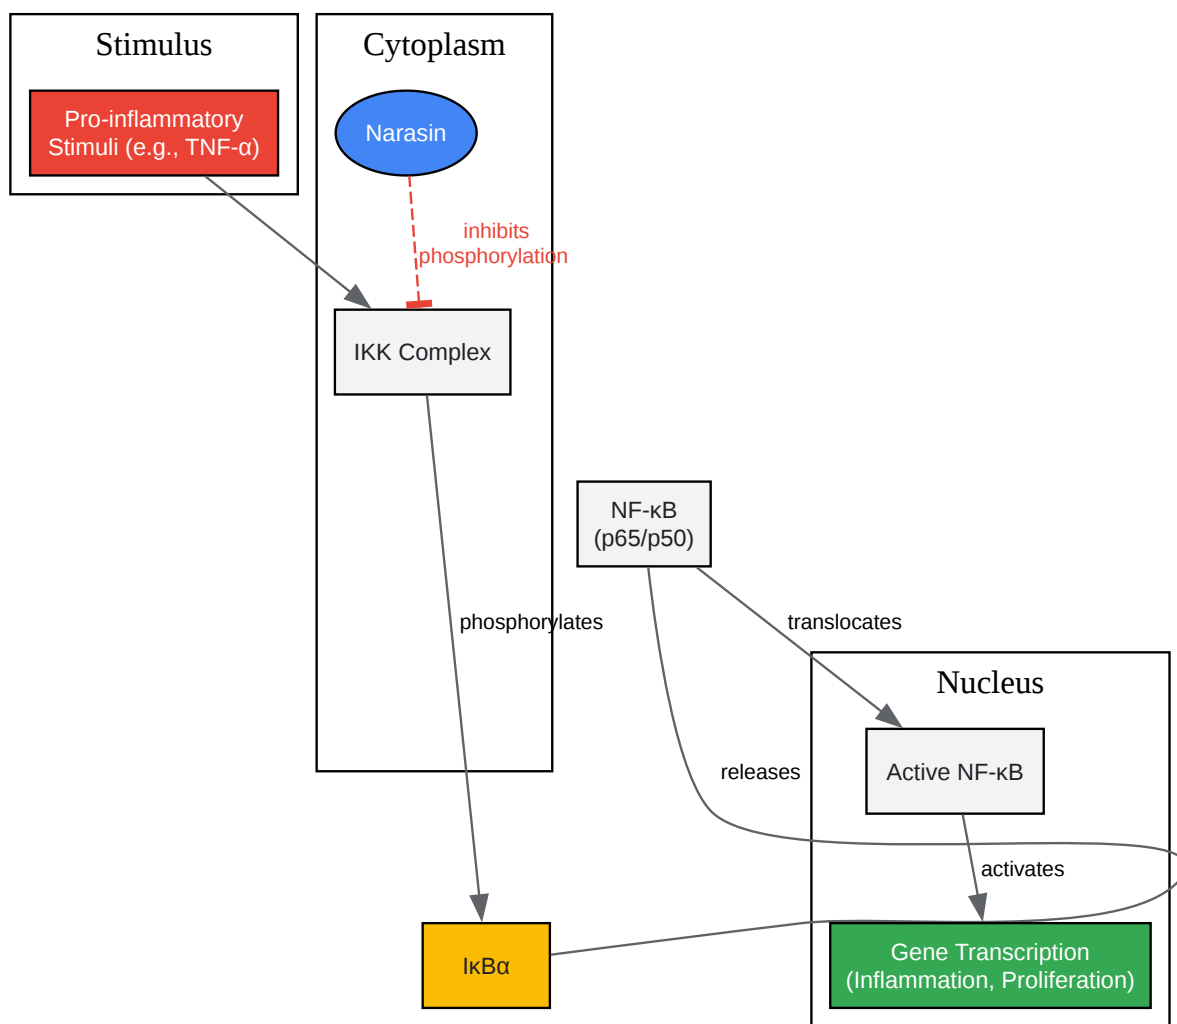 Stimulus
Cytoplasm
Pro-inflammatory
Stimuli (e.g., TNF-α)
Narasin
inhibits
phosphorylation
IKK Complex
NF-κB
(p65/p50)
phosphorylates
translocates
Nucleus
releases
Active NF-κB
activates
IκBα
Gene Transcription
(Inflammation, Proliferation)